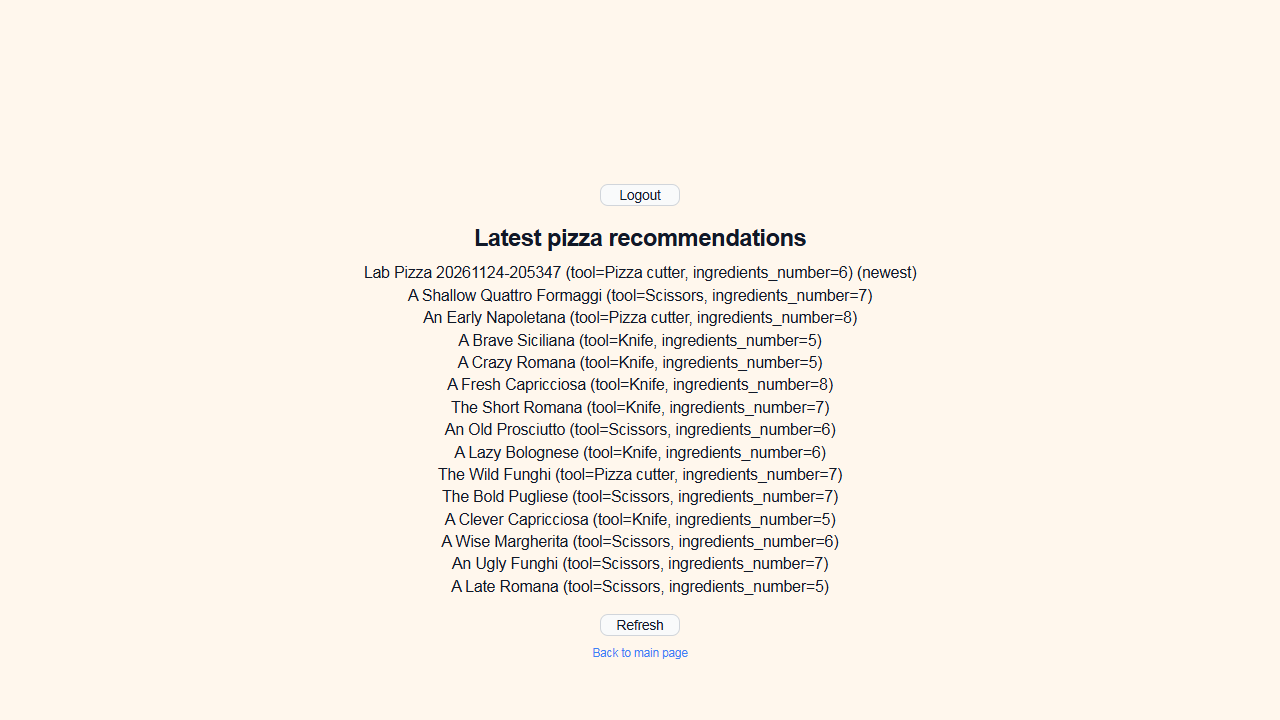 Logout
Latest pizza recommendations
Lab Pizza 20261124-205347 (tool=Pizza cutter, ingredients_number=6) (newest)
A Shallow Quattro Formaggi (tool=Scissors, ingredients_number=7)
An Early Napoletana (tool=Pizza cutter, ingredients_number=8)
A Brave Siciliana (tool=Knife, ingredients_number=5)
A Crazy Romana (tool=Knife, ingredients_number=5)
A Fresh Capricciosa (tool=Knife, ingredients_number=8)
The Short Romana (tool=Knife, ingredients_number=7)
An Old Prosciutto (tool=Scissors, ingredients_number=6)
A Lazy Bolognese (tool=Knife, ingredients_number=6)
The Wild Funghi (tool=Pizza cutter, ingredients_number=7)
The Bold Pugliese (tool=Scissors, ingredients_number=7)
A Clever Capricciosa (tool=Knife, ingredients_number=5)
A Wise Margherita (tool=Scissors, ingredients_number=6)
An Ugly Funghi (tool=Scissors, ingredients_number=7)
A Late Romana (tool=Scissors, ingredients_number=5)
Refresh
Back to main page